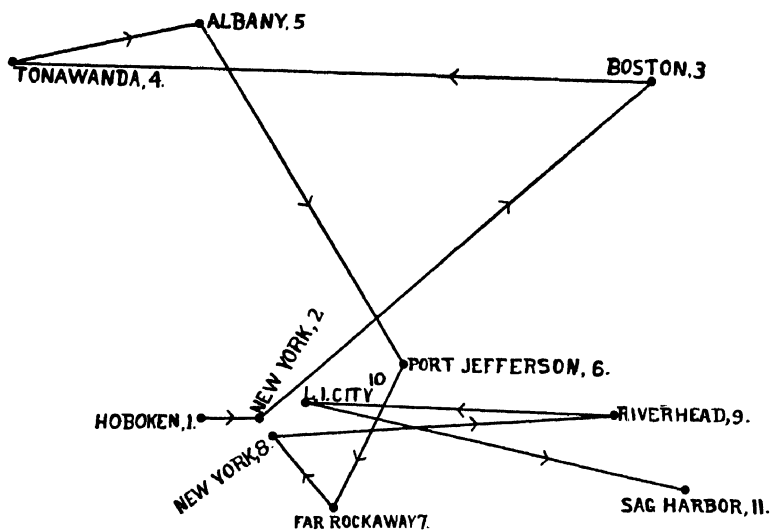 ALBANY, 5
TONAWANDA, 4.
BOSTON, 3
NEW YORK, 2
PORT JEFFERSON, 6.
L.I. CITY 10
HOBOKEN, 1.
RIVERHEAD, 9.
NEW YORK, 8.
SAG HARBOR, 11.
FAR ROCKAWAY 7.